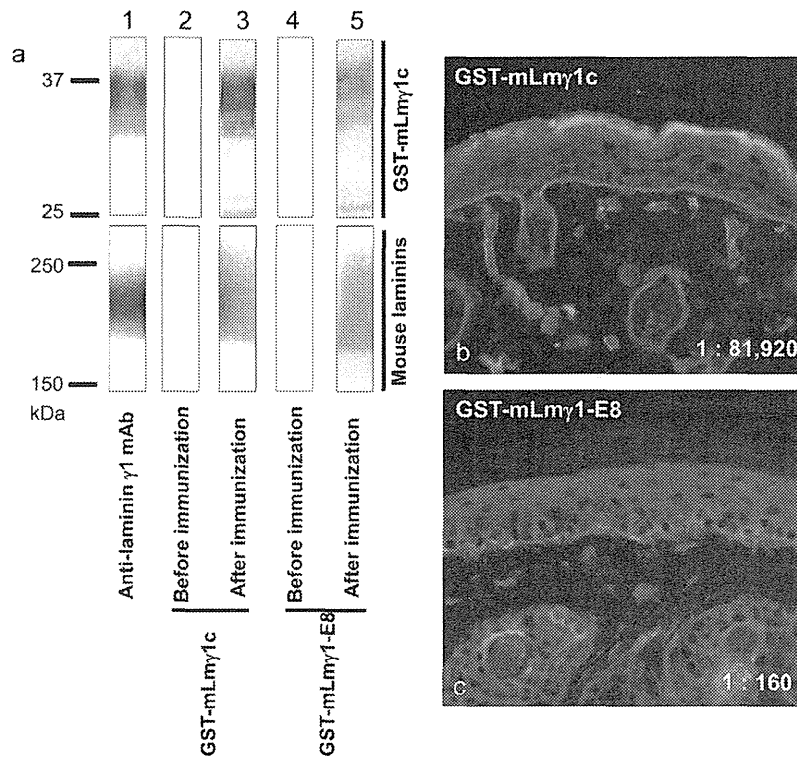 a
1 2 3 4 5
37
25
GST-mLmγ1c
250
150
Mouse laminins
kDa
Anti-laminin γ1 mAb
Before immunization
After immunization
Before immunization
After immunization
GST-mLmγ1c
GST-mLmγ1-E8
GST-mLmγ1c
b
1 : 81,920
GST-mLmγ1-E8
c
1 : 160